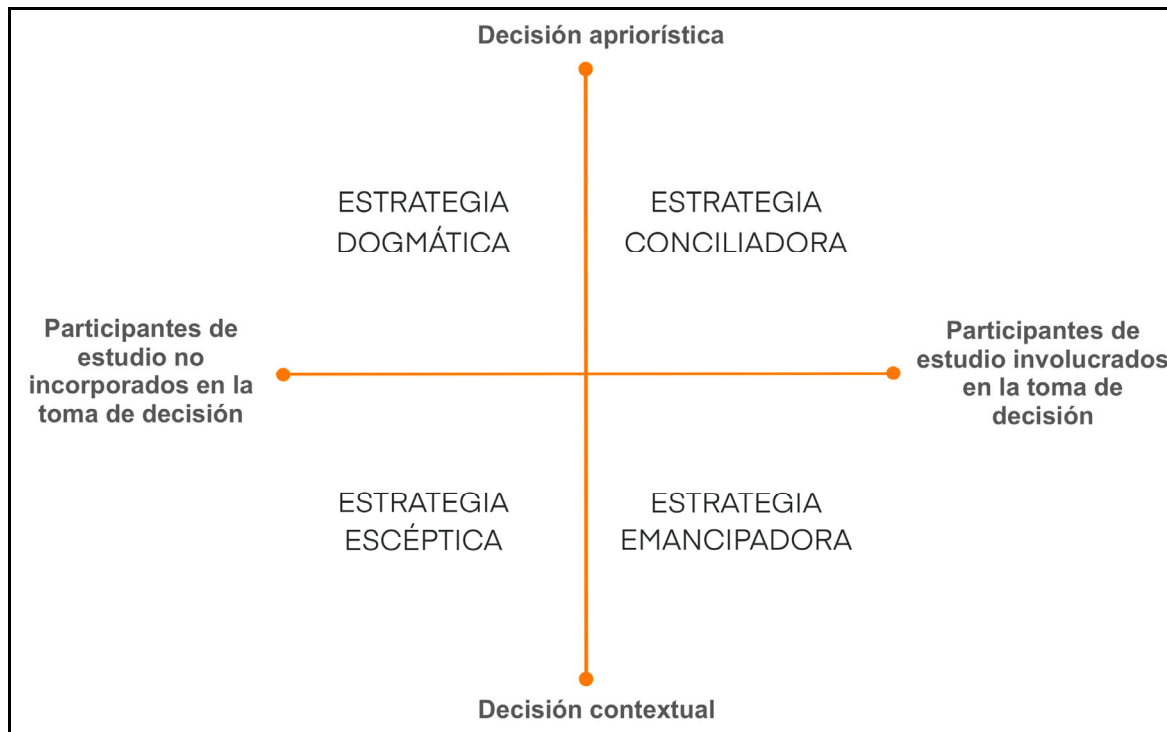 Decisión apriorística
ESTRATEGIA
DOGMÁTICA
ESTRATEGIA
CONCILIADORA
Participantes de
estudio no
incorporados en la
toma de decisión
Participantes de
estudio involucrados
en la toma de
decisión
ESTRATEGIA
ESCÉPTICA
ESTRATEGIA
EMANCIPADORA
Decisión contextual